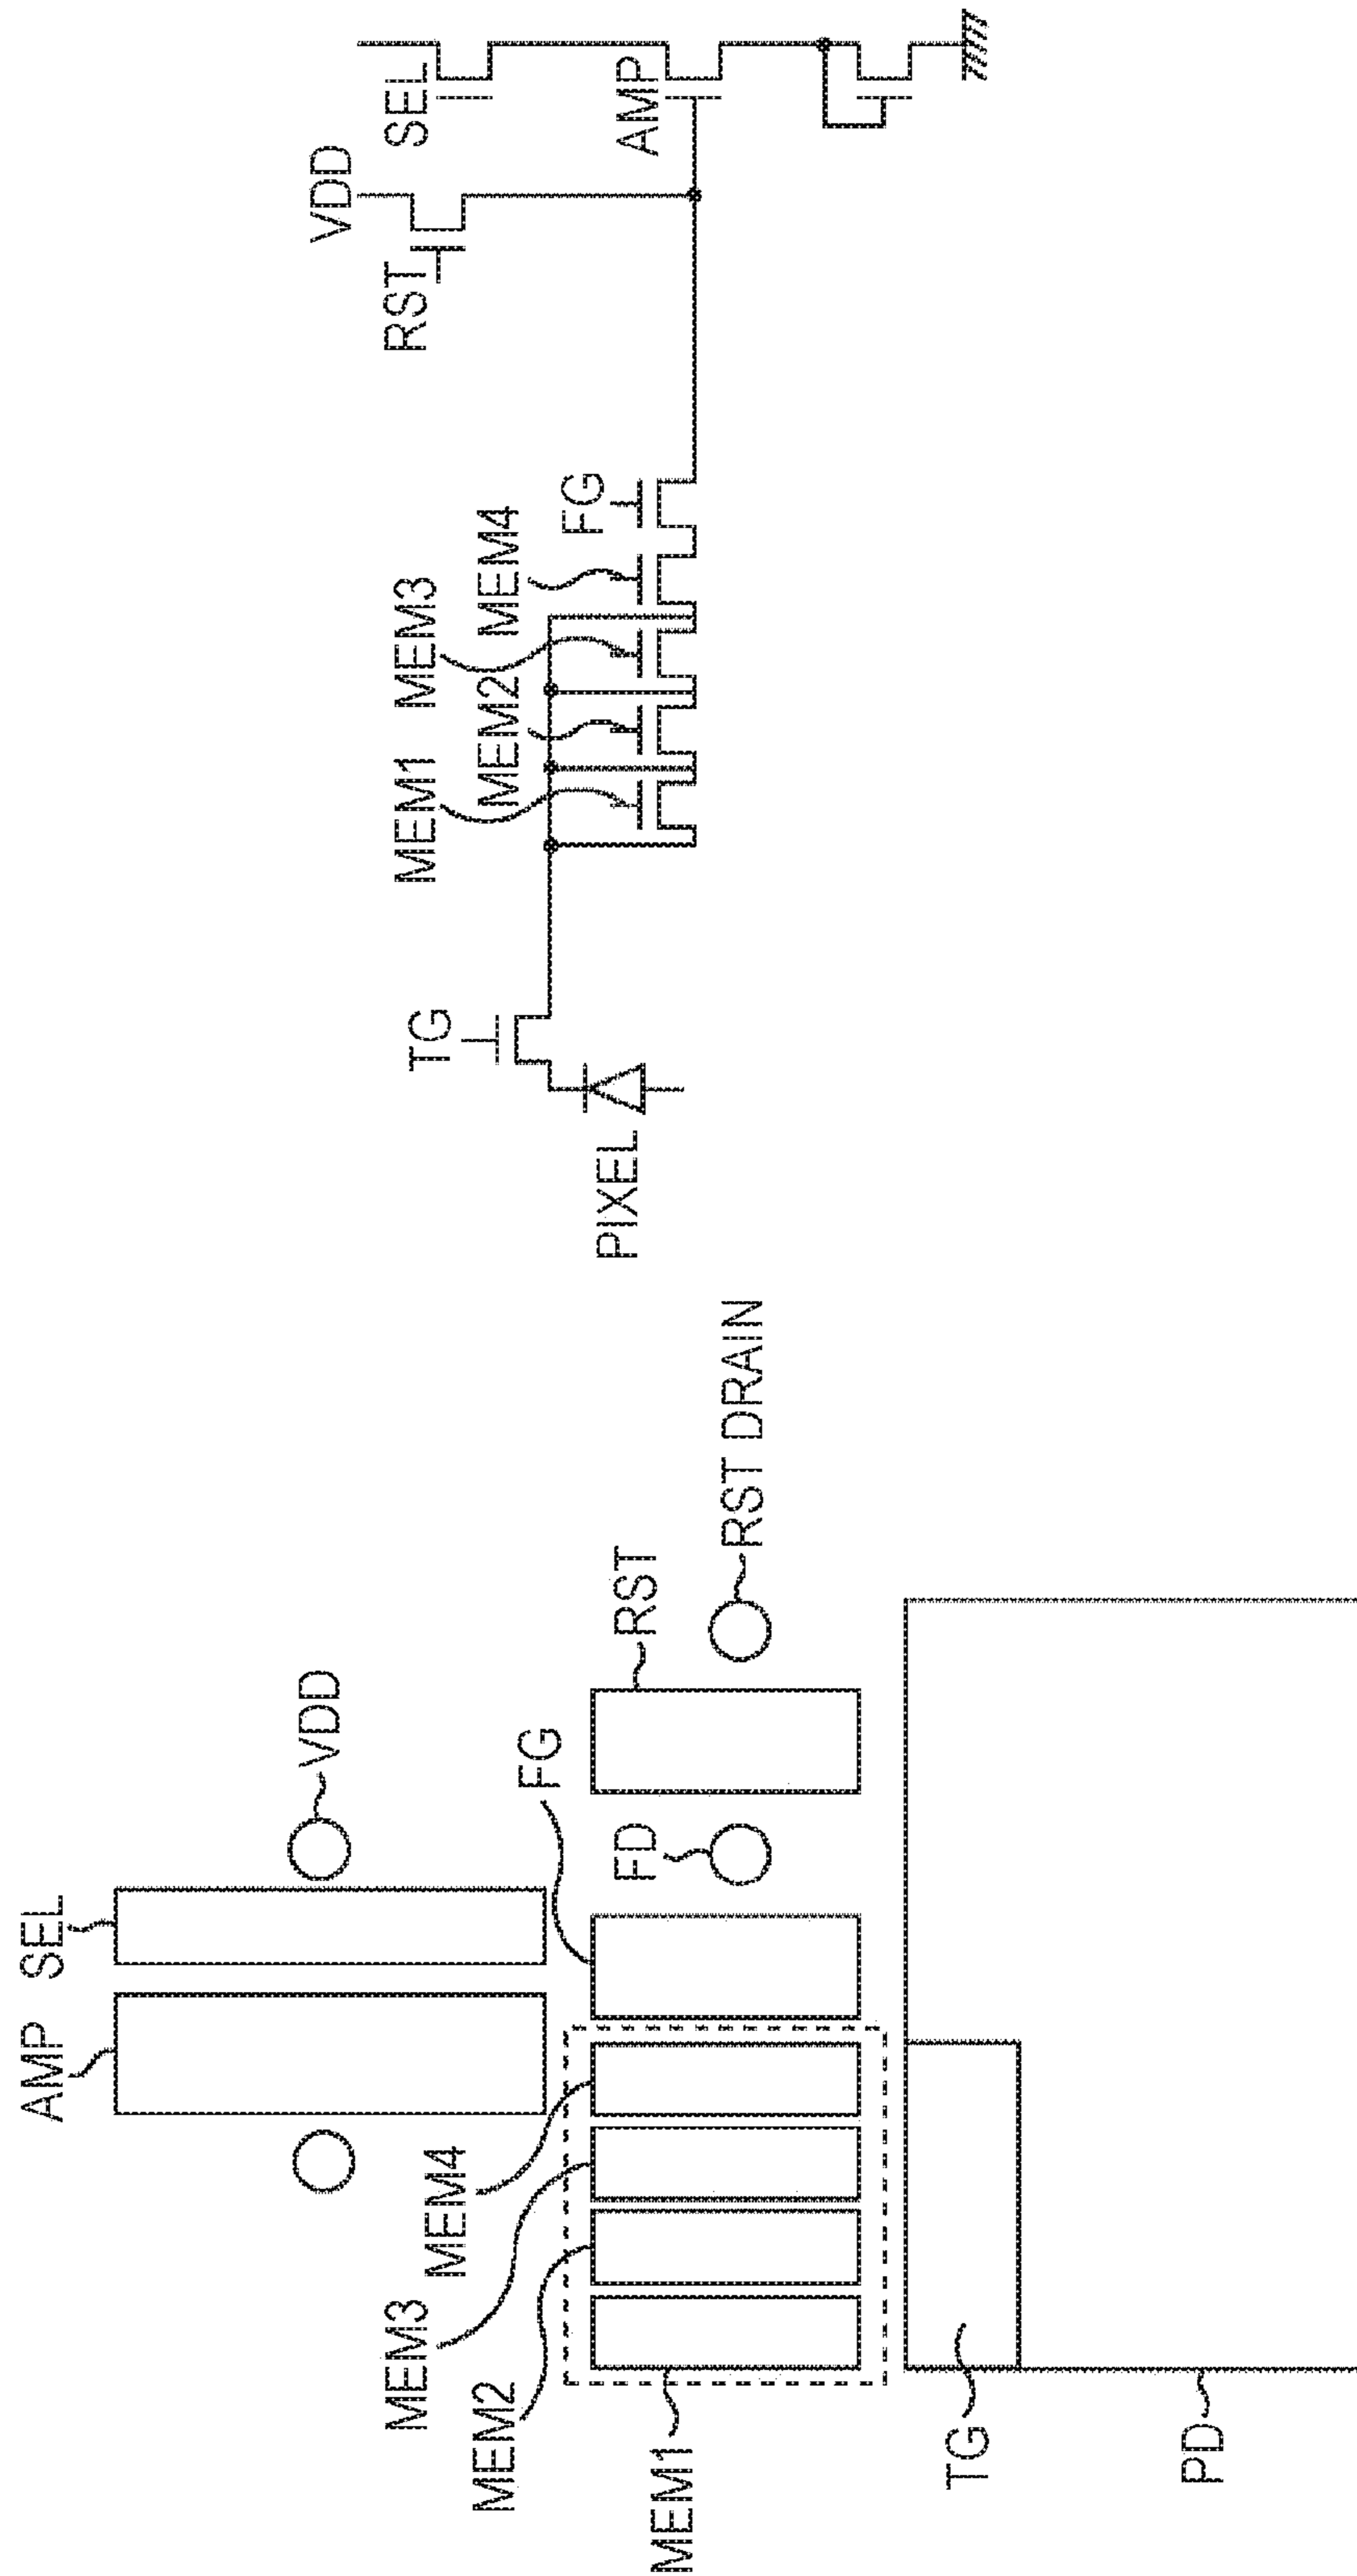 AMP
SEL
VDD
MEM4
MEM3
MEM2
MEM1
FG
FD
RST
RST DRAIN
TG
PD
VDD
SEL
RST
TG
MEM1
MEM3
MEM2
MEM4
FG
AMP
PIXEL